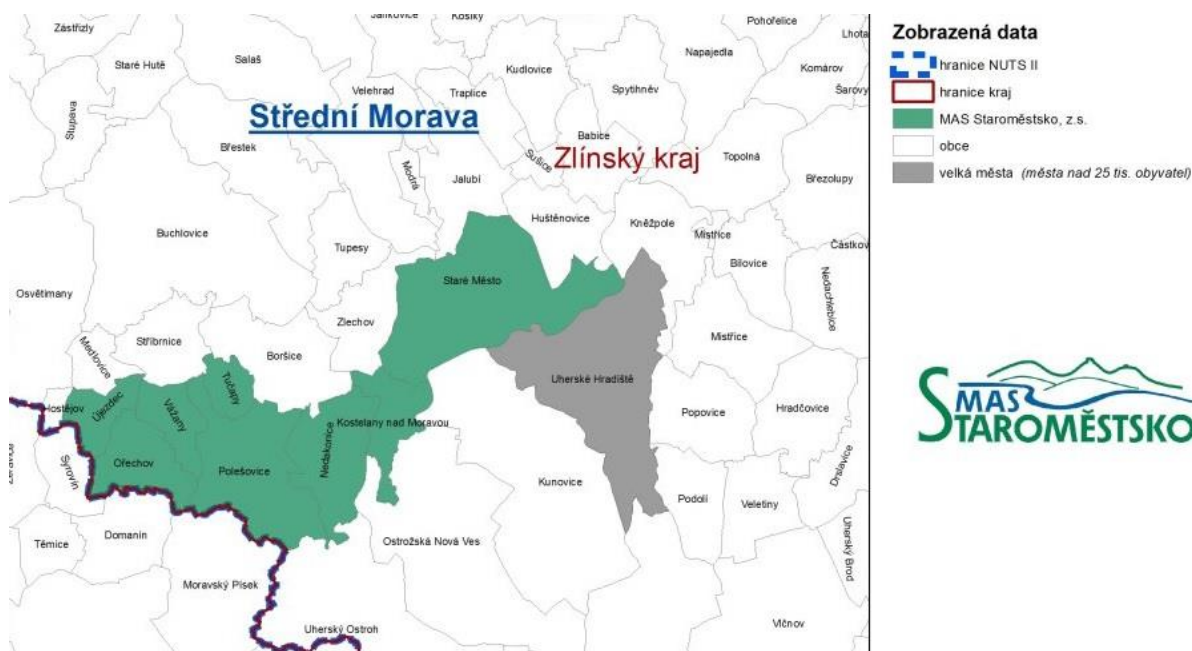 Zástřizly
Jankovice
Košíky
Pohořelice
Staré Hutě
Salaš
Kudlovice
Napajedla
Lhota
Komárov
Velehrad
Traplice
Spytihněv
Šarovy
Stupava
Střední Morava
Břestek
Babice
Sušice
Zlínský kraj
Topolná
Modrá
Jalubí
Březolupy
Huštěnovice
Kněžpole
Buchlovice
Tupesy
Mistřice
Bílovice
Částkov
Staré Město
Nedachlebice
Osvětimany
Zlechov
Medlovice
Stříbrnice
Boršice
Mistřice
Tučapy
Uherské Hradiště
Hostějov
Újezdec
Vážany
Kostelany nad Moravou
Popovice
Hradčovice
Nedakonice
Ořechov
Polešovice
Syrovín
Žeravice
Kunovice
Drslavice
Podolí
Veletiny
Domanín
Těmice
Ostrožská Nová Ves
Uherský Brod
Moravský Písek
Uherský Ostroh
Vlčnov
Zobrazená data
hranice NUTS II
hranice kraj
MAS Staroměstsko, z.s.
obce
velká města (města nad 25 tis. obyvatel)
MAS
STAROMĚSTSKO